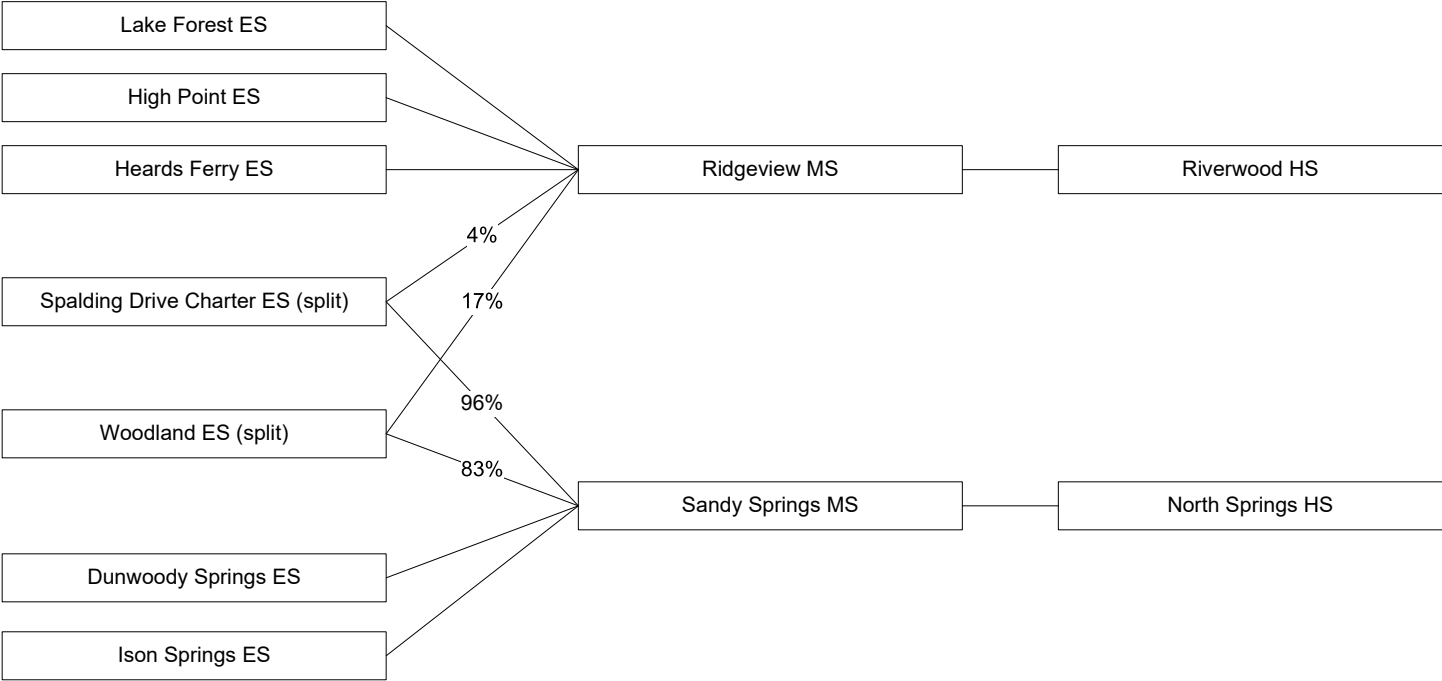 Lake Forest ES
High Point ES
Heards Ferry ES
Ridgeview MS
Riverwood HS
4%
Spalding Drive Charter ES (split)
17%
96%
Woodland ES (split)
83%
Sandy Springs MS
North Springs HS
Dunwoody Springs ES
Ison Springs ES